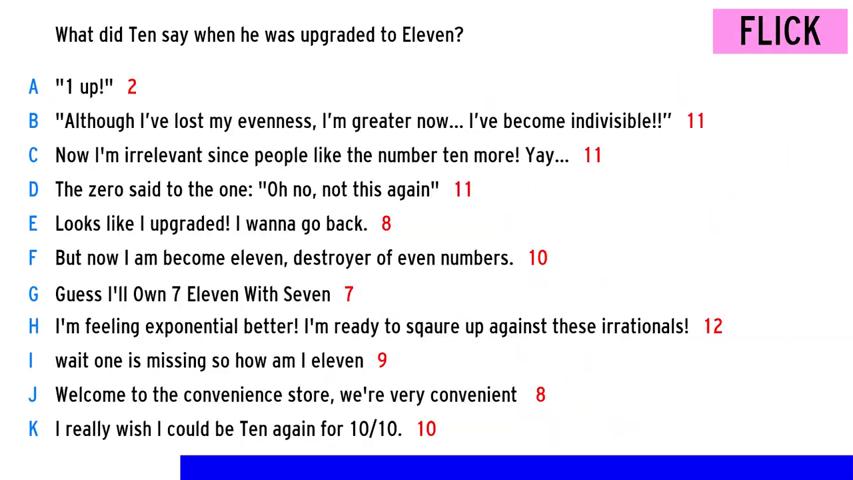 What did Ten say when he was upgraded to Eleven?
FLICK
A "1 up!" 2
B "Although I've lost my evenness, I'm greater now... I've become indivisible!!” 11
C Now I'm irrelevant since people like the number ten more! Yay... 11
D The zero said to the one: "Oh no, not this again" 11
E Looks like I upgraded! I wanna go back. 8
F But now I am become eleven, destroyer of even numbers. 10
G Guess I'll Own 7 Eleven With Seven 7
H I'm feeling exponential better! I'm ready to sqaure up against these irrationals! 12
I wait one is missing so how am I eleven 9
J Welcome to the convenience store, we're very convenient 8
K I really wish I could be Ten again for 10/10. 10